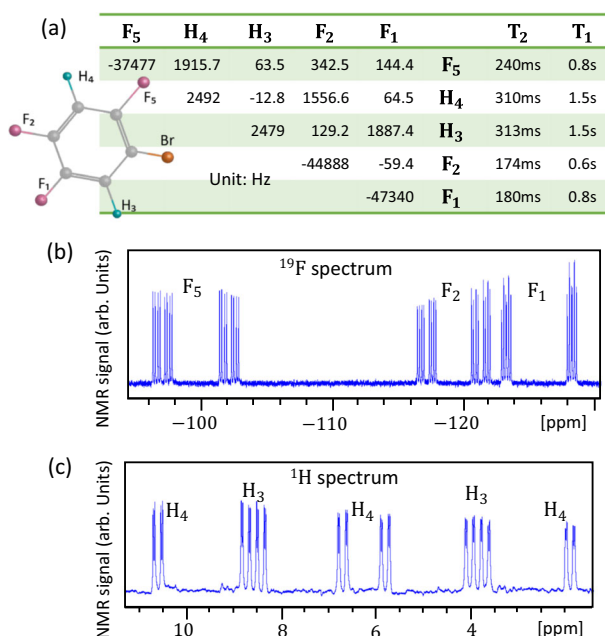 (a)
F₅ H₄ H₃ F₂ F₁ T₂ T₁
-37477 1915.7 63.5 342.5 144.4 F₅ 240ms 0.8s
2492 -12.8 1556.6 64.5 H₄ 310ms 1.5s
2479 129.2 1887.4 H₃ 313ms 1.5s
-44888 -59.4 F₂ 174ms 0.6s
-47340 F₁ 180ms 0.8s
Unit: Hz
H₄
F₅
F₂
Br
F₁
H₃
(b)
NMR signal (arb. Units)
¹⁹F spectrum
F₅ F₂ F₁
−100 −110 −120 [ppm]
(c)
NMR signal (arb. Units)
¹H spectrum
H₄ H₃ H₄ H₃ H₄
10 8 6 4 [ppm]